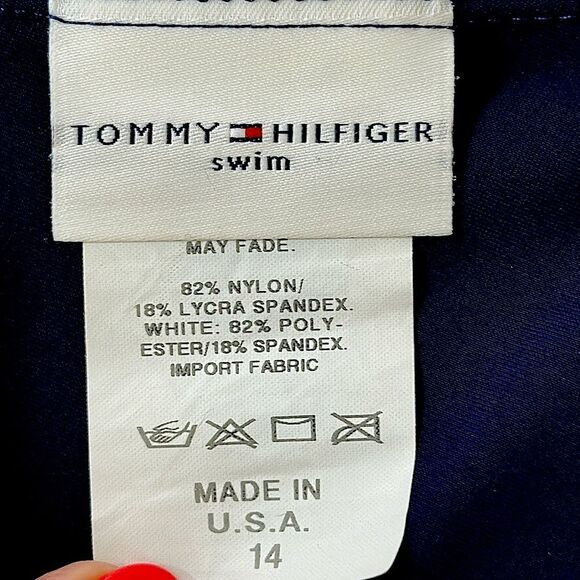 TOMMY HILFIGER
swim
MAY FADE.
82% NYLON/
18% LYCRA SPANDEX.
WHITE: 82% POLY-
ESTER/18% SPANDEX.
IMPORT FABRIC
MADE IN
U.S.A.
14